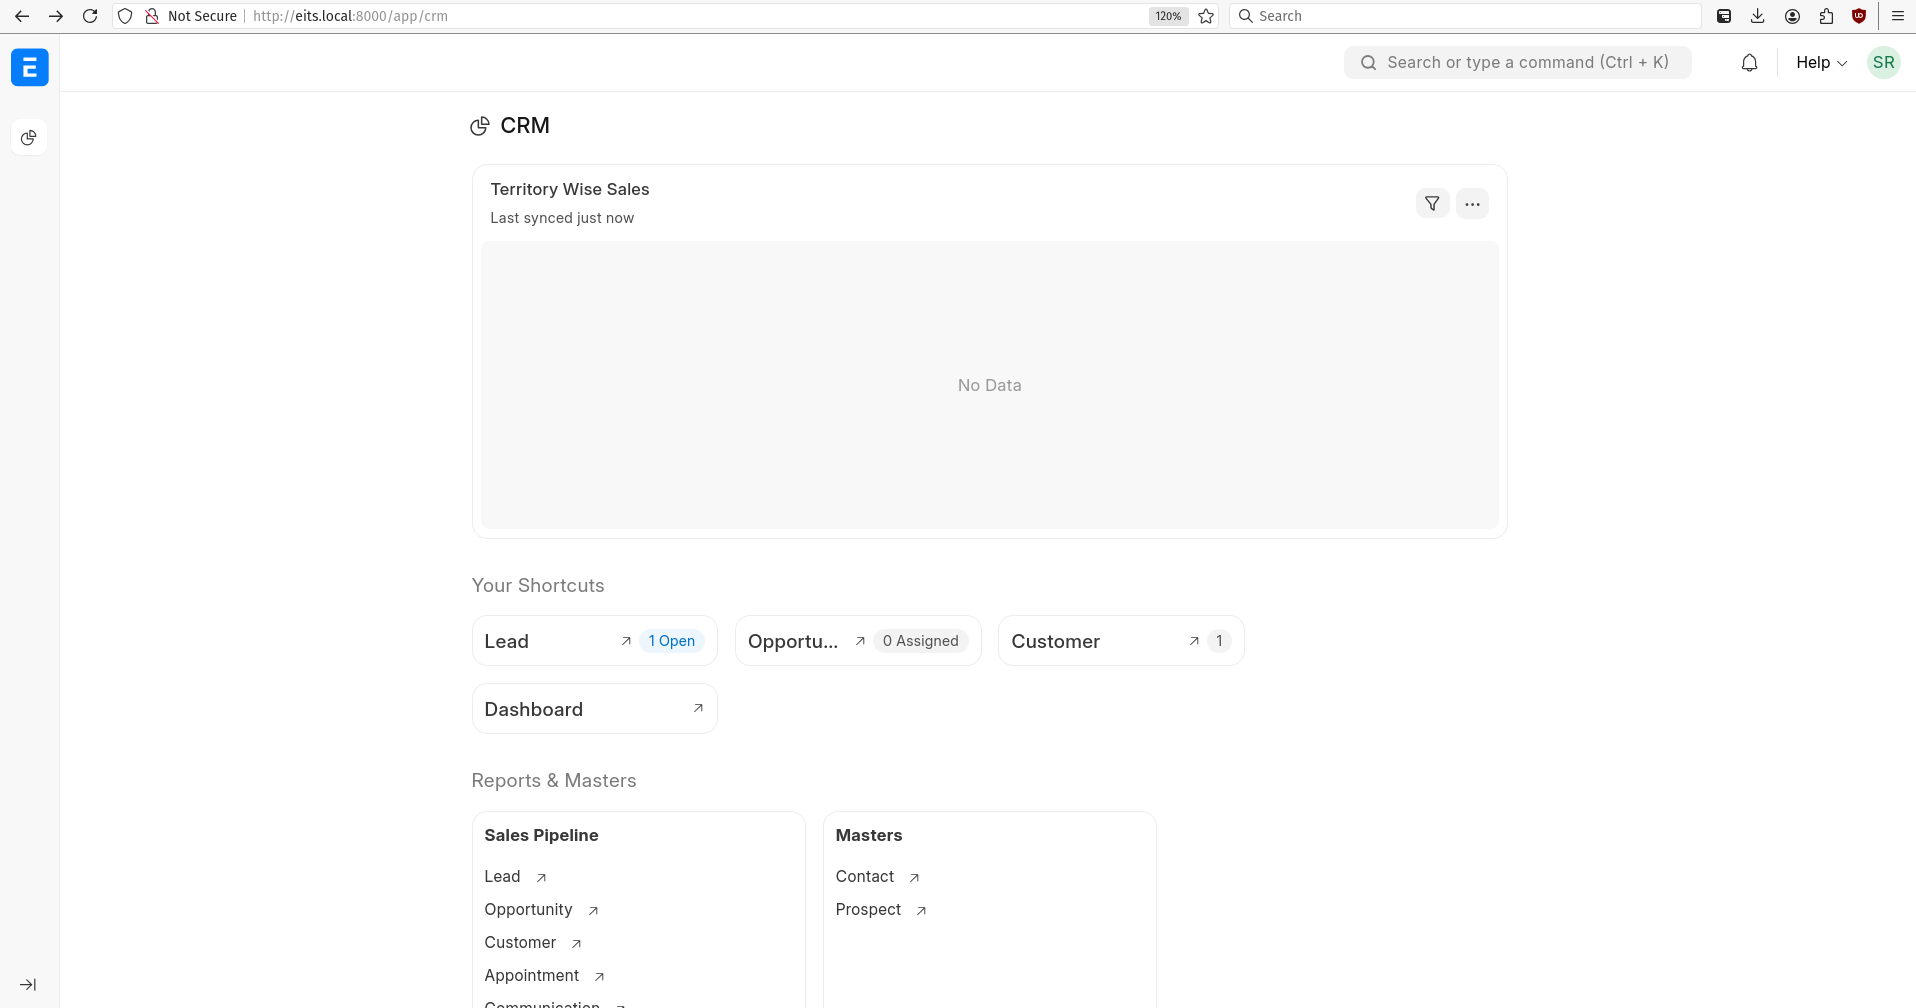 Not Secure http://eits.local:8000/app/crm 120% Search
E Search or type a command (Ctrl + K) Help SR
CRM
Territory Wise Sales
Last synced just now
No Data
Your Shortcuts
Lead 1 Open Opportu... 0 Assigned Customer 1
Dashboard
Reports & Masters
Sales Pipeline Masters
Lead Contact
Opportunity Prospect
Customer
Appointment
Communication